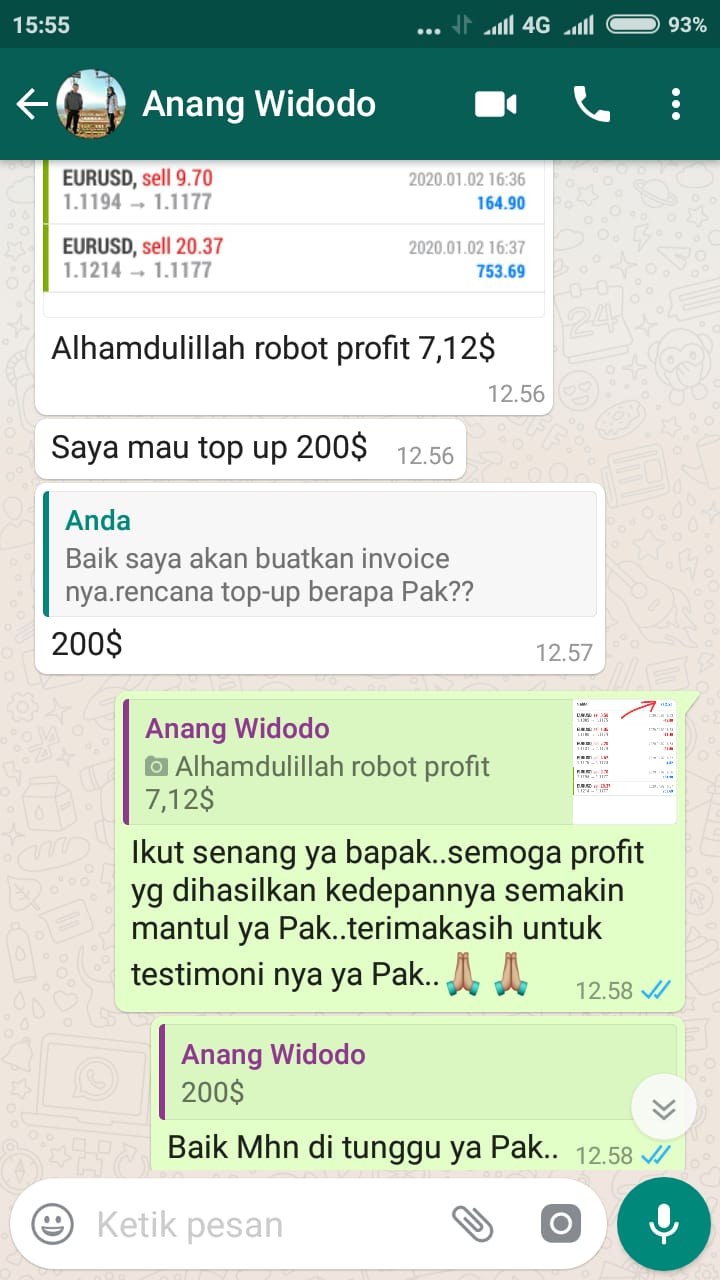 15:55
4G
93%
Anang Widodo
EURUSD, sell 9.70
2020.01.02 16:36
1.1194 → 1.1177
164.90
EURUSD, sell 20.37
2020.01.02 16:37
1.1214 → 1.1177
753.69
Alhamdulillah robot profit 7,12$
12.56
Saya mau top up 200$
12.56
Anda
Baik saya akan buatkan invoice
nya.rencana top-up berapa Pak??
200$
12.57
Anang Widodo
Alhamdulillah robot profit
7,12$
Ikut senang ya bapak..semoga profit
yg dihasilkan kedepannya semakin
mantul ya Pak..terimakasih untuk
testimoni nya ya Pak..🙏🙏
12.58
Anang Widodo
200$
Baik Mhn di tunggu ya Pak..
12.58
Ketik pesan